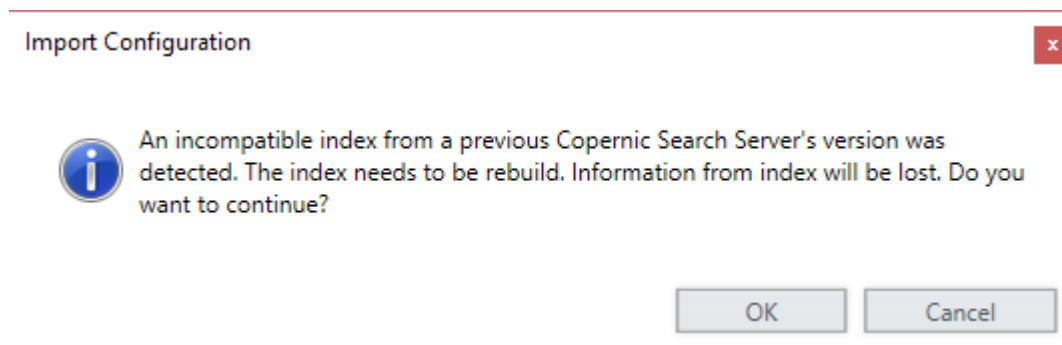 Import Configuration
x
An incompatible index from a previous Copernic Search Server's version was
detected. The index needs to be rebuild. Information from index will be lost. Do you
want to continue?
OK
Cancel